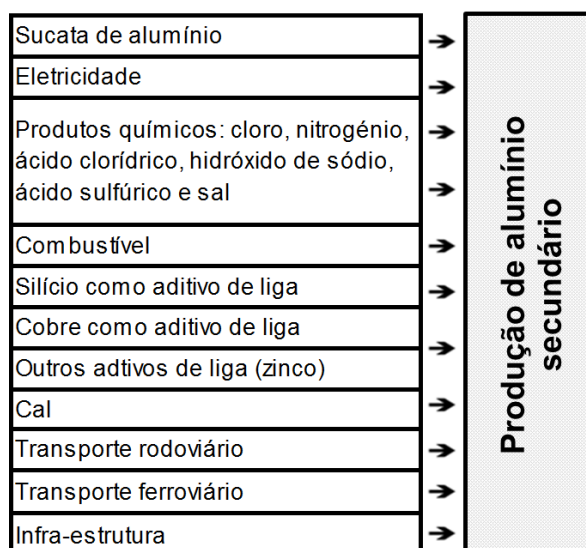 Sucata de alumínio
Eletricidade
Produtos químicos: cloro, nitrogénio,
ácido clorídrico, hidróxido de sódio,
ácido sulfúrico e sal
Combustível
Silício como aditivo de liga
Cobre como aditivo de liga
Outros adtivos de liga (zinco)
Cal
Transporte rodoviário
Transporte ferroviário
Infra-estrutura
Produção de alumínio
secundário